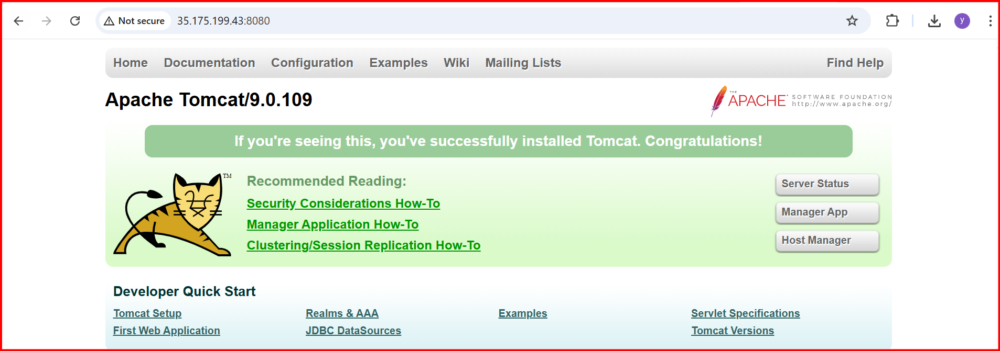 Not secure 35.175.199.43:8080 y
Home Documentation Configuration Examples Wiki Mailing Lists Find Help
Apache Tomcat/9.0.109
THE APACHE® SOFTWARE FOUNDATION
http://www.apache.org/
If you're seeing this, you've successfully installed Tomcat. Congratulations!
TM
Recommended Reading:
Security Considerations How-To
Manager Application How-To
Clustering/Session Replication How-To
Server Status
Manager App
Host Manager
Developer Quick Start
Tomcat Setup Realms & AAA Examples Servlet Specifications
First Web Application JDBC DataSources Tomcat Versions